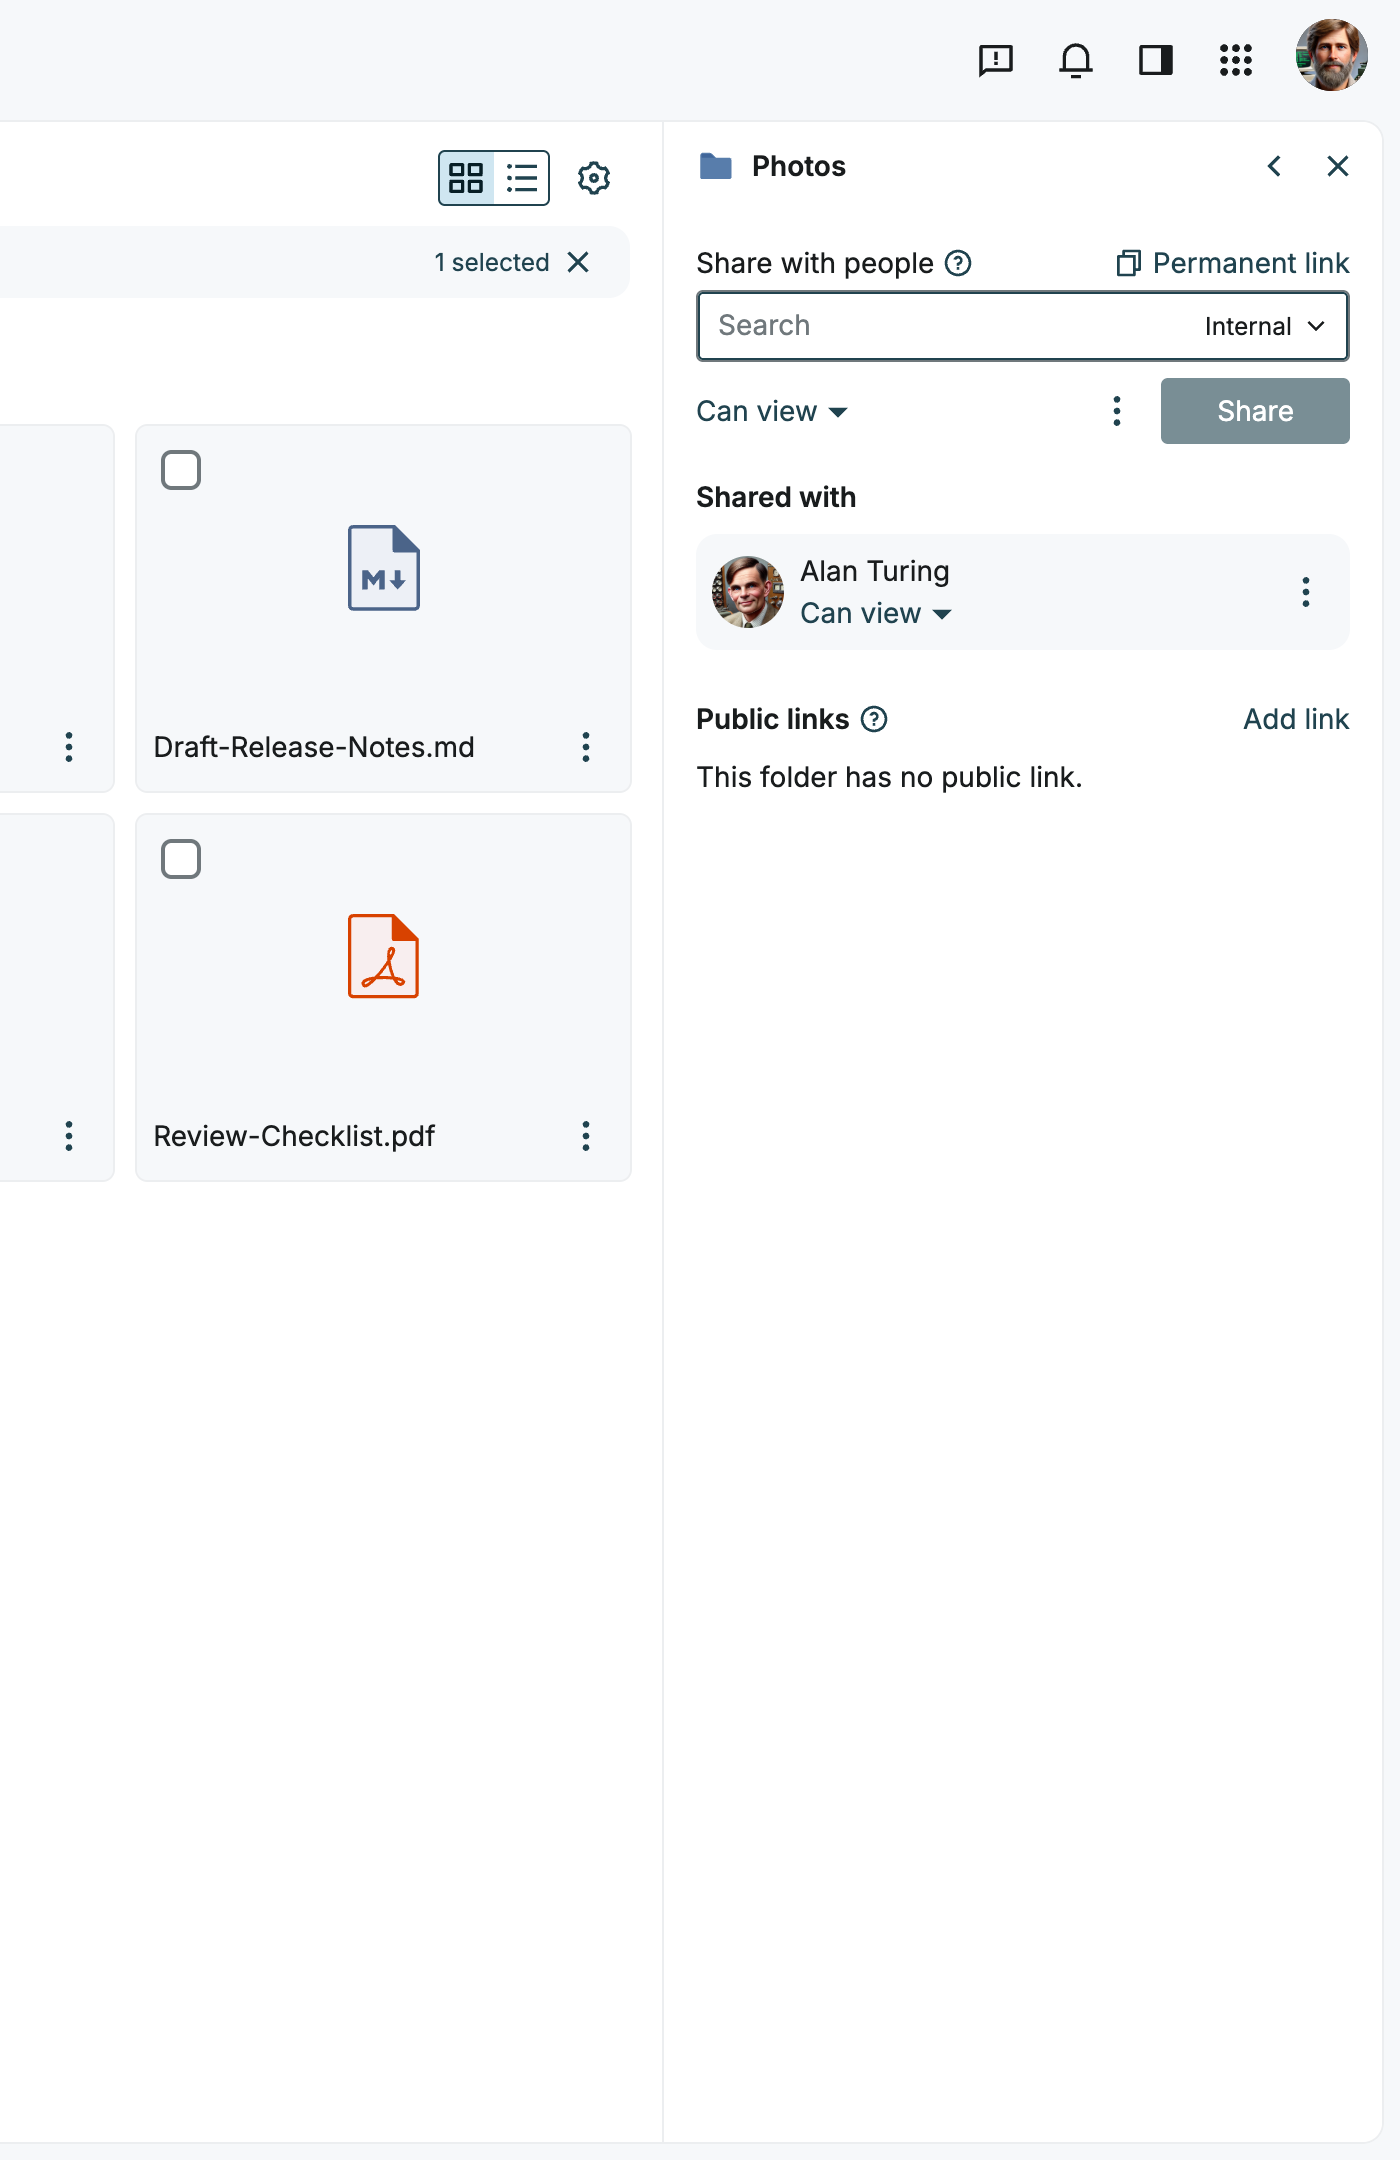 1 selected
Draft-Release-Notes.md
Review-Checklist.pdf
Photos
Share with people
Permanent link
Search
Internal
Can view
Share
Shared with
Alan Turing
Can view
Public links
Add link
This folder has no public link.